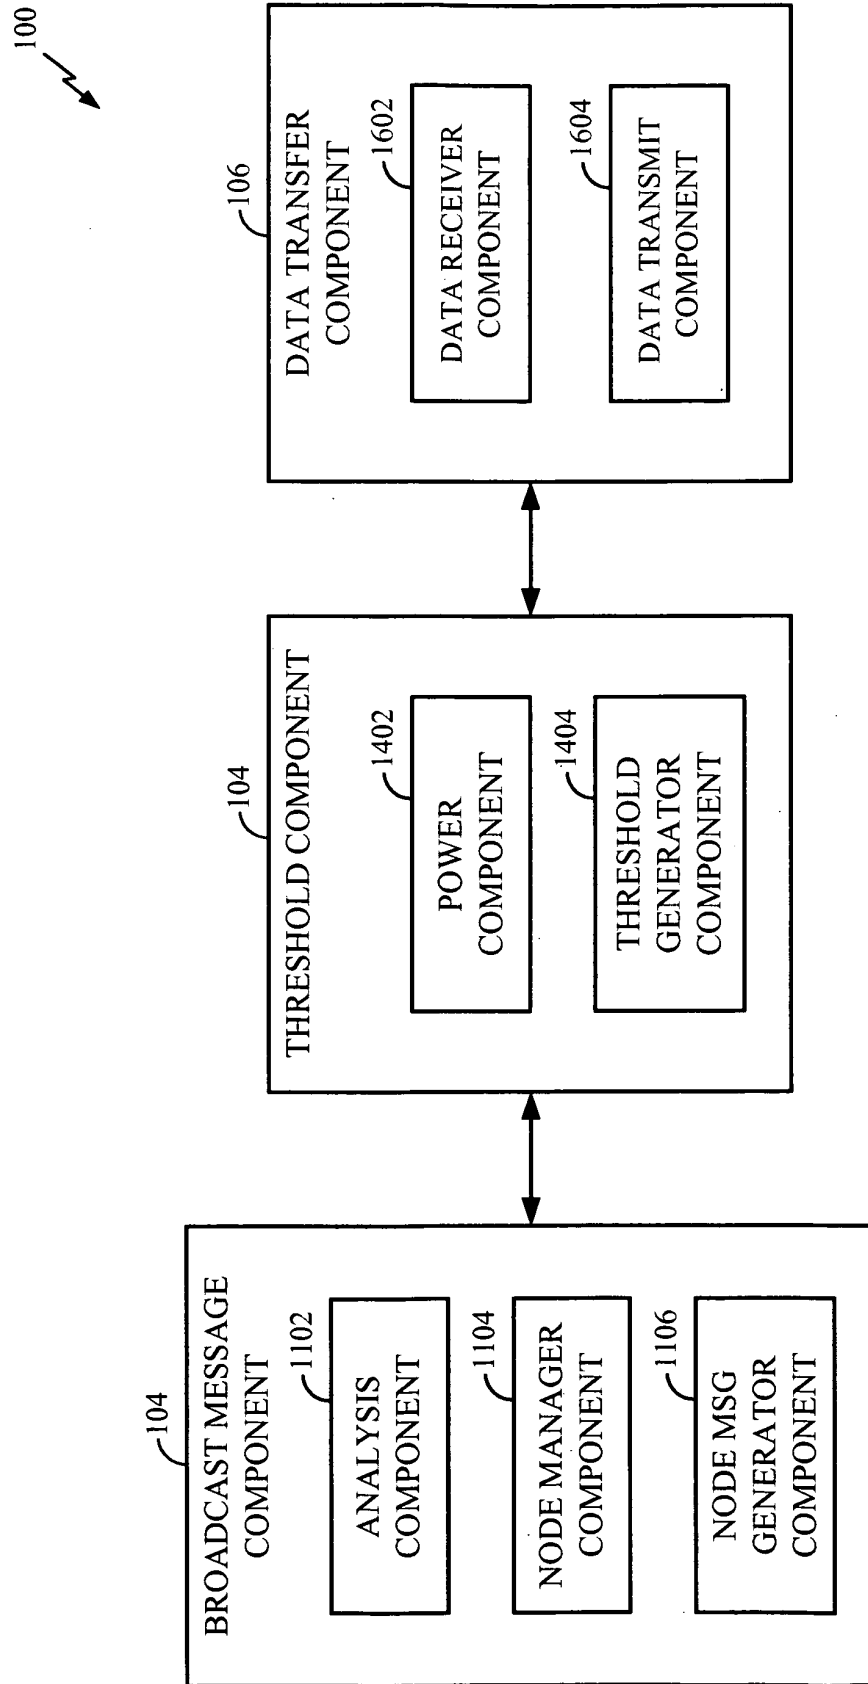 100
104
BROADCAST MESSAGE
COMPONENT
1102
ANALYSIS
COMPONENT
1104
NODE MANAGER
COMPONENT
1106
NODE MSG
GENERATOR
COMPONENT
104
THRESHOLD COMPONENT
1402
POWER
COMPONENT
1404
THRESHOLD
GENERATOR
COMPONENT
106
DATA TRANSFER
COMPONENT
1602
DATA RECEIVER
COMPONENT
1604
DATA TRANSMIT
COMPONENT